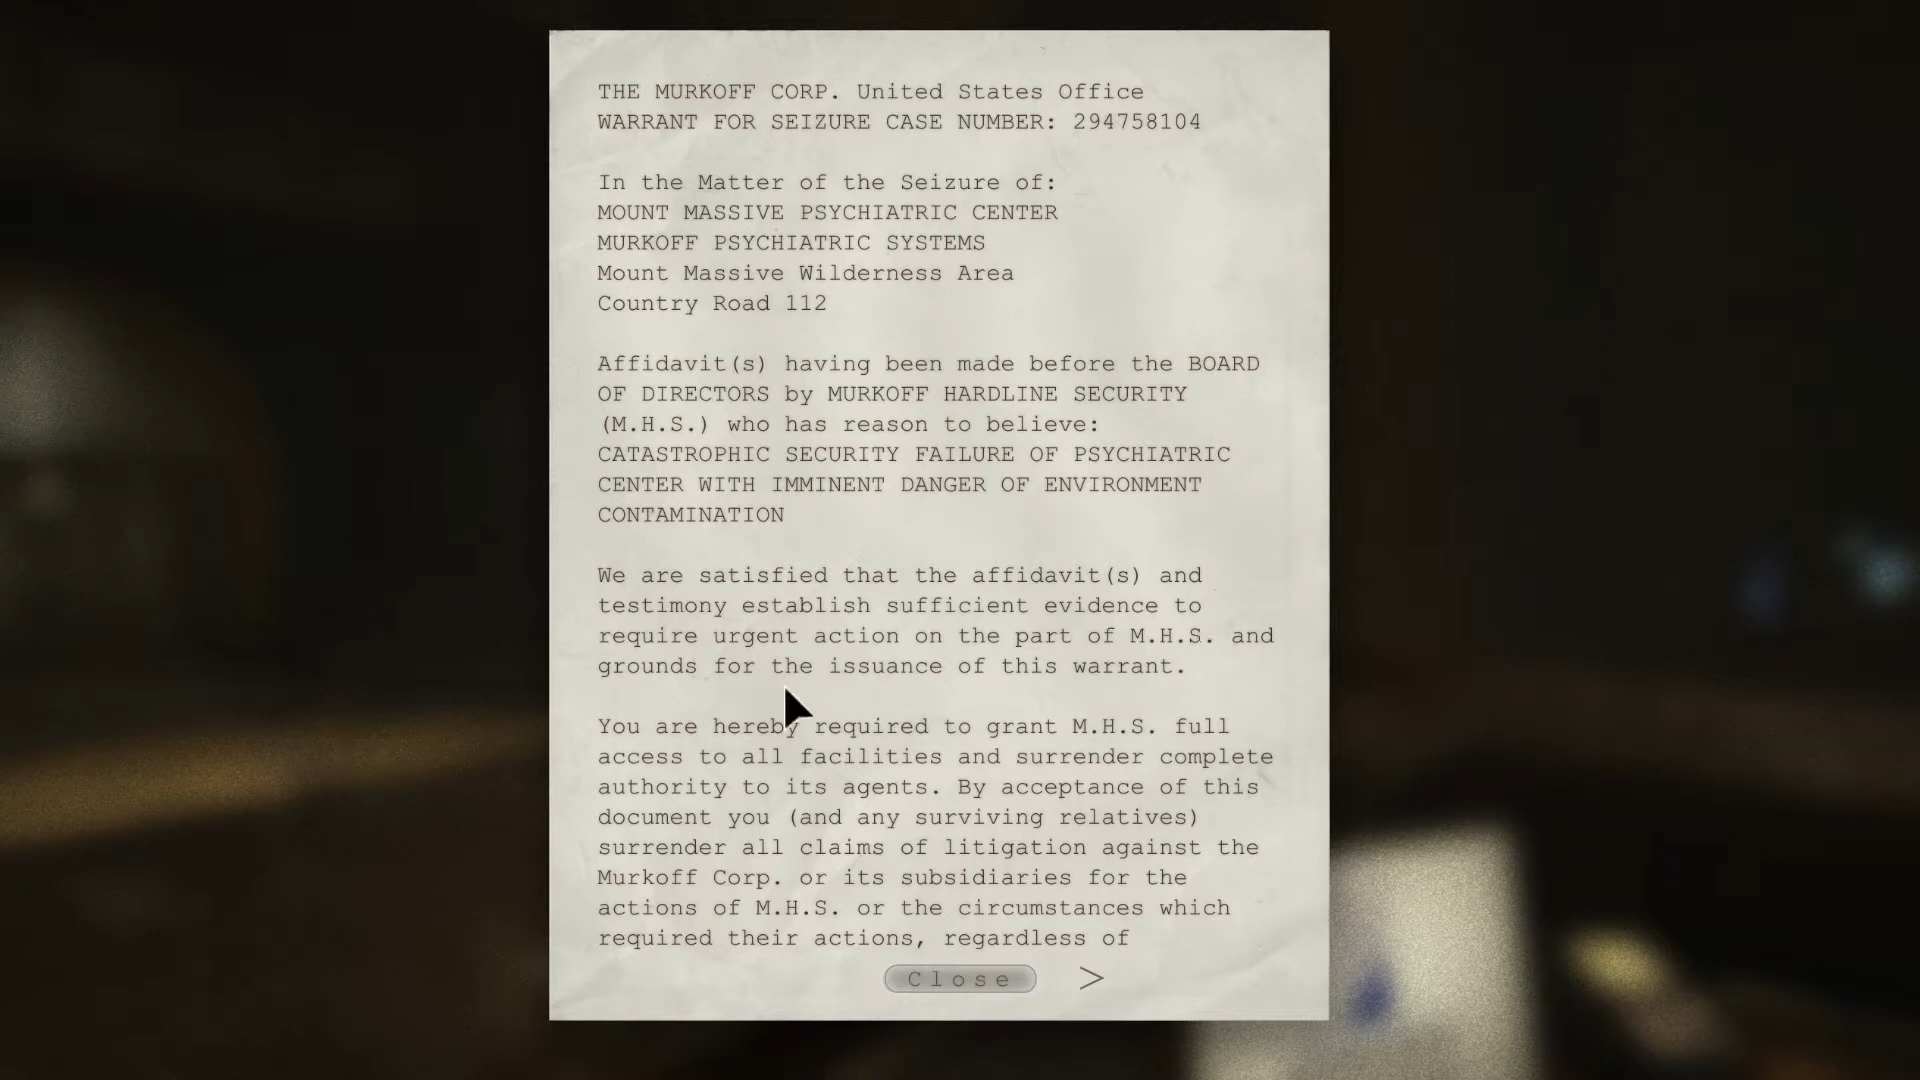 THE MURKOFF CORP. United States Office
WARRANT FOR SEIZURE CASE NUMBER: 294758104
In the Matter of the Seizure of:
MOUNT MASSIVE PSYCHIATRIC CENTER
MURKOFF PSYCHIATRIC SYSTEMS
Mount Massive Wilderness Area
Country Road 112
Affidavit(s) having been made before the BOARD
OF DIRECTORS by MURKOFF HARDLINE SECURITY
(M.H.S.) who has reason to believe:
CATASTROPHIC SECURITY FAILURE OF PSYCHIATRIC
CENTER WITH IMMINENT DANGER OF ENVIRONMENT
CONTAMINATION
We are satisfied that the affidavit(s) and
testimony establish sufficient evidence to
require urgent action on the part of M.H.S. and
grounds for the issuance of this warrant.
You are hereby required to grant M.H.S. full
access to all facilities and surrender complete
authority to its agents. By acceptance of this
document you (and any surviving relatives)
surrender all claims of litigation against the
Murkoff Corp. or its subsidiaries for the
actions of M.H.S. or the circumstances which
required their actions, regardless of
Close >